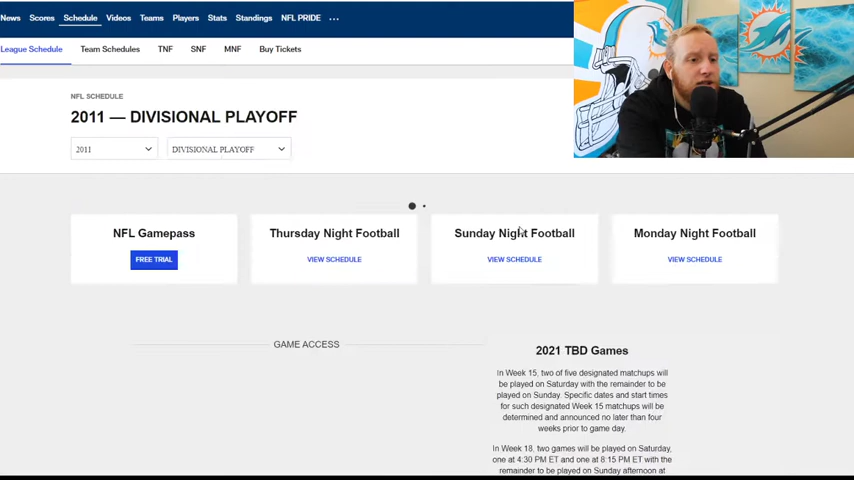 News Scores Schedule Videos Teams Players Stats Standings NFL PRIDE ...
League Schedule Team Schedules TNF SNF MNF Buy Tickets
NFL SCHEDULE
2011 — DIVISIONAL PLAYOFF
2011 DIVISIONAL PLAYOFF
NFL Gamepass Thursday Night Football Sunday Night Football Monday Night Football
FREE TRIAL VIEW SCHEDULE VIEW SCHEDULE VIEW SCHEDULE
GAME ACCESS
2021 TBD Games
In Week 15, two of five designated matchups will
be played on Saturday with the remainder to be
played on Sunday. Specific dates and start times
for such designated Week 15 matchups will be
determined and announced no later than four
weeks prior to game day.
In Week 18, two games will be played on Saturday,
one at 4:30 PM ET and one at 8:15 PM ET with the
remainder to be played on Sunday afternoon at